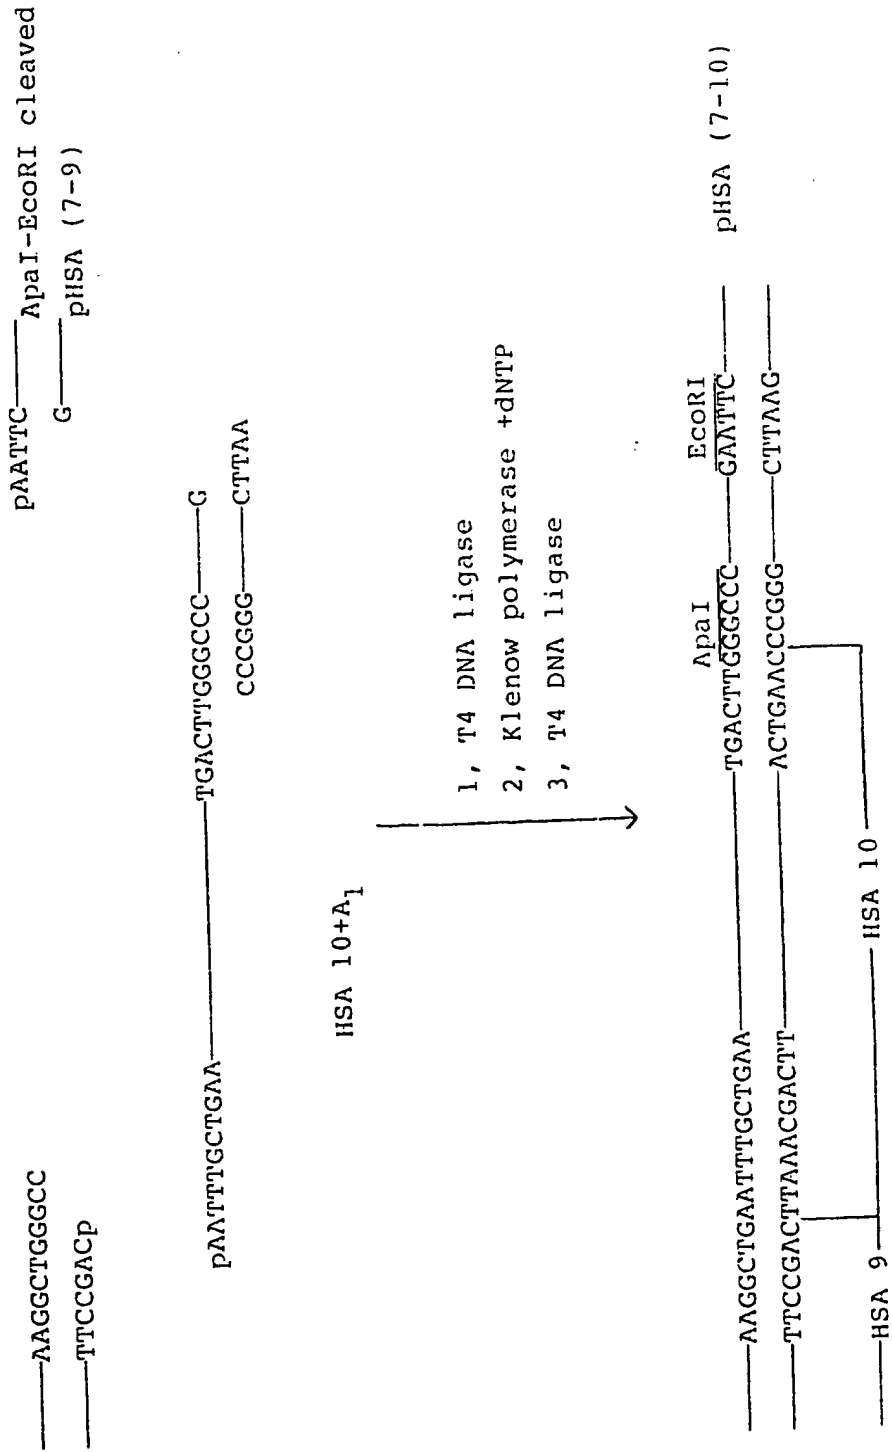 AAGGCTGGGCC
TTCCGACp
pAATTC
ApaI-EcoRI cleaved
G
pHSA (7-9)
pAATTTGCTGAA TGACTTGGGCCC G
CCCGGG CTTAA
HSA 10+A1
1, T4 DNA ligase
2, Klenow polymerase +dNTP
3, T4 DNA ligase
ApaI EcoRI
AAGGCTGAATTTGCTGAA TGACTTGGGCCC GAATTC
pHSA (7-10)
TTCCGACTTAAACGACTT ACTGAACCCGGG CTTAAG
HSA 9 HSA 10